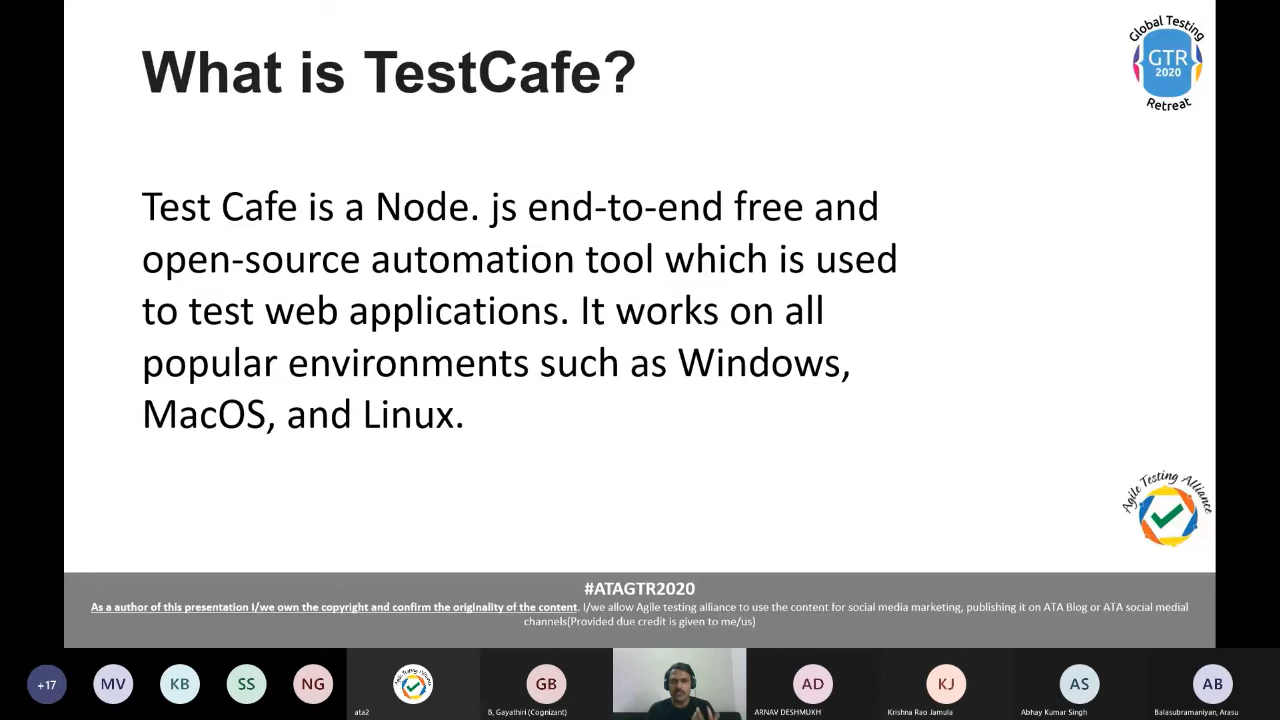 What is TestCafe?
Global Testing
GTR
2020
Retreat
Test Cafe is a Node. js end-to-end free and
open-source automation tool which is used
to test web applications. It works on all
popular environments such as Windows,
MacOS, and Linux.
Agile Testing Alliance
#ATAGTR2020
As a author of this presentation I/we own the copyright and confirm the originality of the content. I/we allow Agile testing alliance to use the content for social media marketing, publishing it on ATA Blog or ATA social medial
channels(Provided due credit is given to me/us)
+17
MV
KB
SS
NG
Agile Testing Alliance
GB
AD
KJ
AS
AB
ata2
B, Gayathiri (Cognizant)
ARNAV DESHMUKH
Krishna Rao Jamula
Abhay Kumar Singh
Balasubramaniyan, Arasu